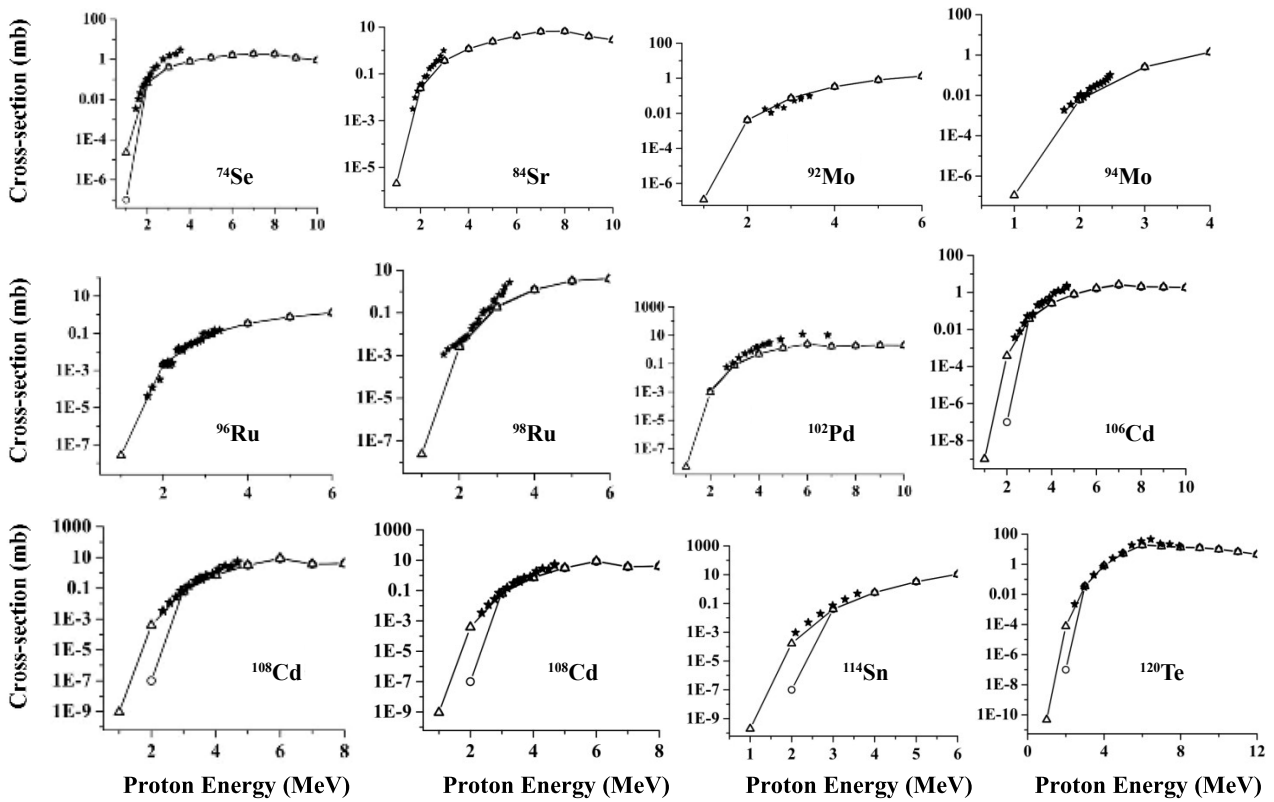 Cross-section (mb)
100
1
0.01
1E-4
1E-6
2 4 6 8 10
⁷⁴Se
10
0.1
1E-3
1E-5
2 4 6 8 10
⁸⁴Sr
100
1
0.01
1E-4
1E-6
2 4 6
⁹²Mo
100
1
0.01
1E-4
1E-6
1 2 3 4
⁹⁴Mo
Cross-section (mb)
10
0.1
1E-3
1E-5
1E-7
2 4 6
⁹⁶Ru
10
0.1
1E-3
1E-5
1E-7
2 4 6
⁹⁸Ru
1000
10
0.1
1E-3
1E-5
1E-7
2 4 6 8 10
¹⁰²Pd
100
1
0.01
1E-4
1E-6
1E-8
2 4 6 8 10
¹⁰⁶Cd
Cross-section (mb)
1000
10
0.1
1E-3
1E-5
1E-7
1E-9
2 4 6 8
¹⁰⁸Cd
Proton Energy (MeV)
1000
10
0.1
1E-3
1E-5
1E-7
1E-9
2 4 6 8
¹⁰⁸Cd
Proton Energy (MeV)
1000
10
0.1
1E-3
1E-5
1E-7
1E-9
1 2 3 4 5 6
¹¹⁴Sn
Proton Energy (MeV)
100
1
0.01
1E-4
1E-6
1E-8
1E-10
0 4 8 12
¹²⁰Te
Proton Energy (MeV)